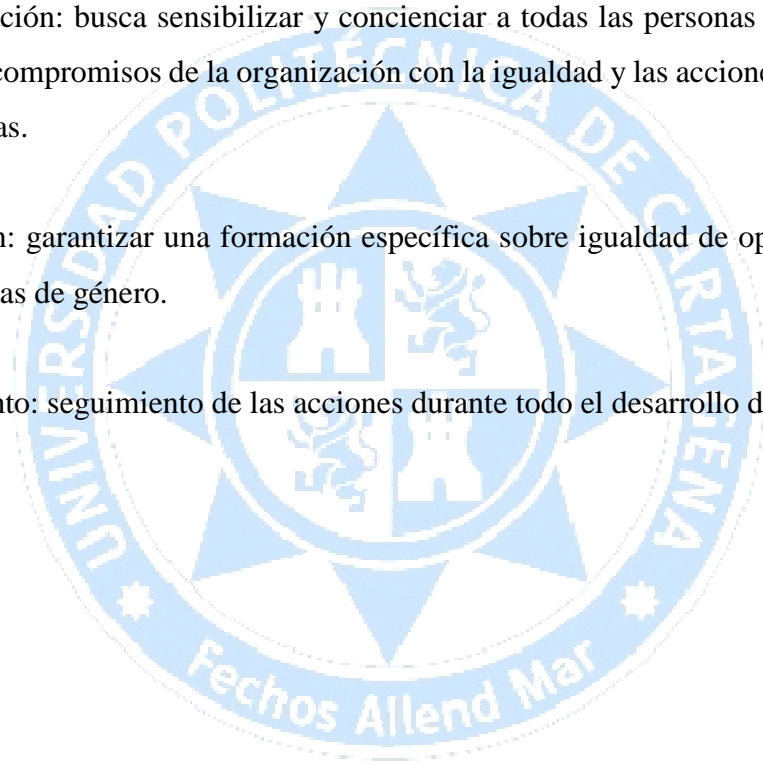 ción: busca sensibilizar y concienciar a todas las personas
compromisos de la organización con la igualdad y las accione
as.
n: garantizar una formación específica sobre igualdad de op
as de género.
nto: seguimiento de las acciones durante todo el desarrollo d
UNIVERSIDAD POLITÉCNICA DE CARTAGENA
Fechos Allend Mar